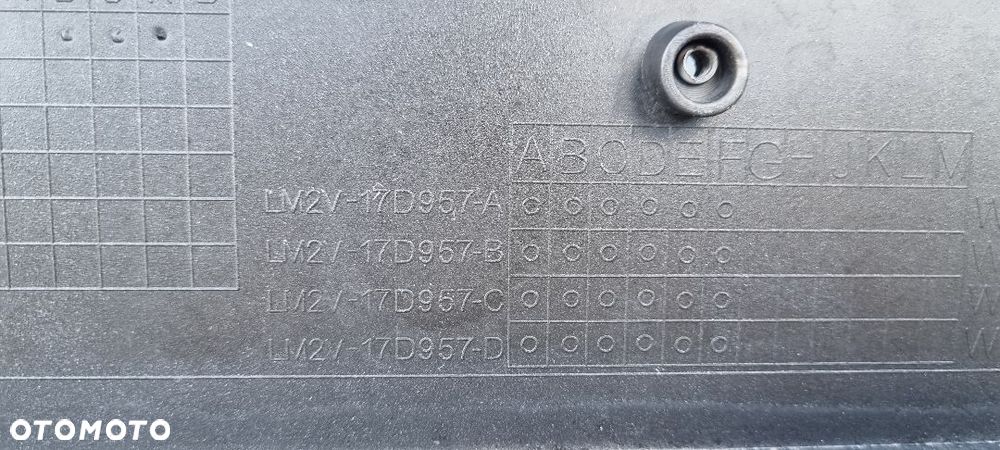 ABCDEFGHJKLM
LM2V-17D957-A
LM2V-17D957-B
LM2V-17D957-C
LM2V-17D957-D
OTOMOTO